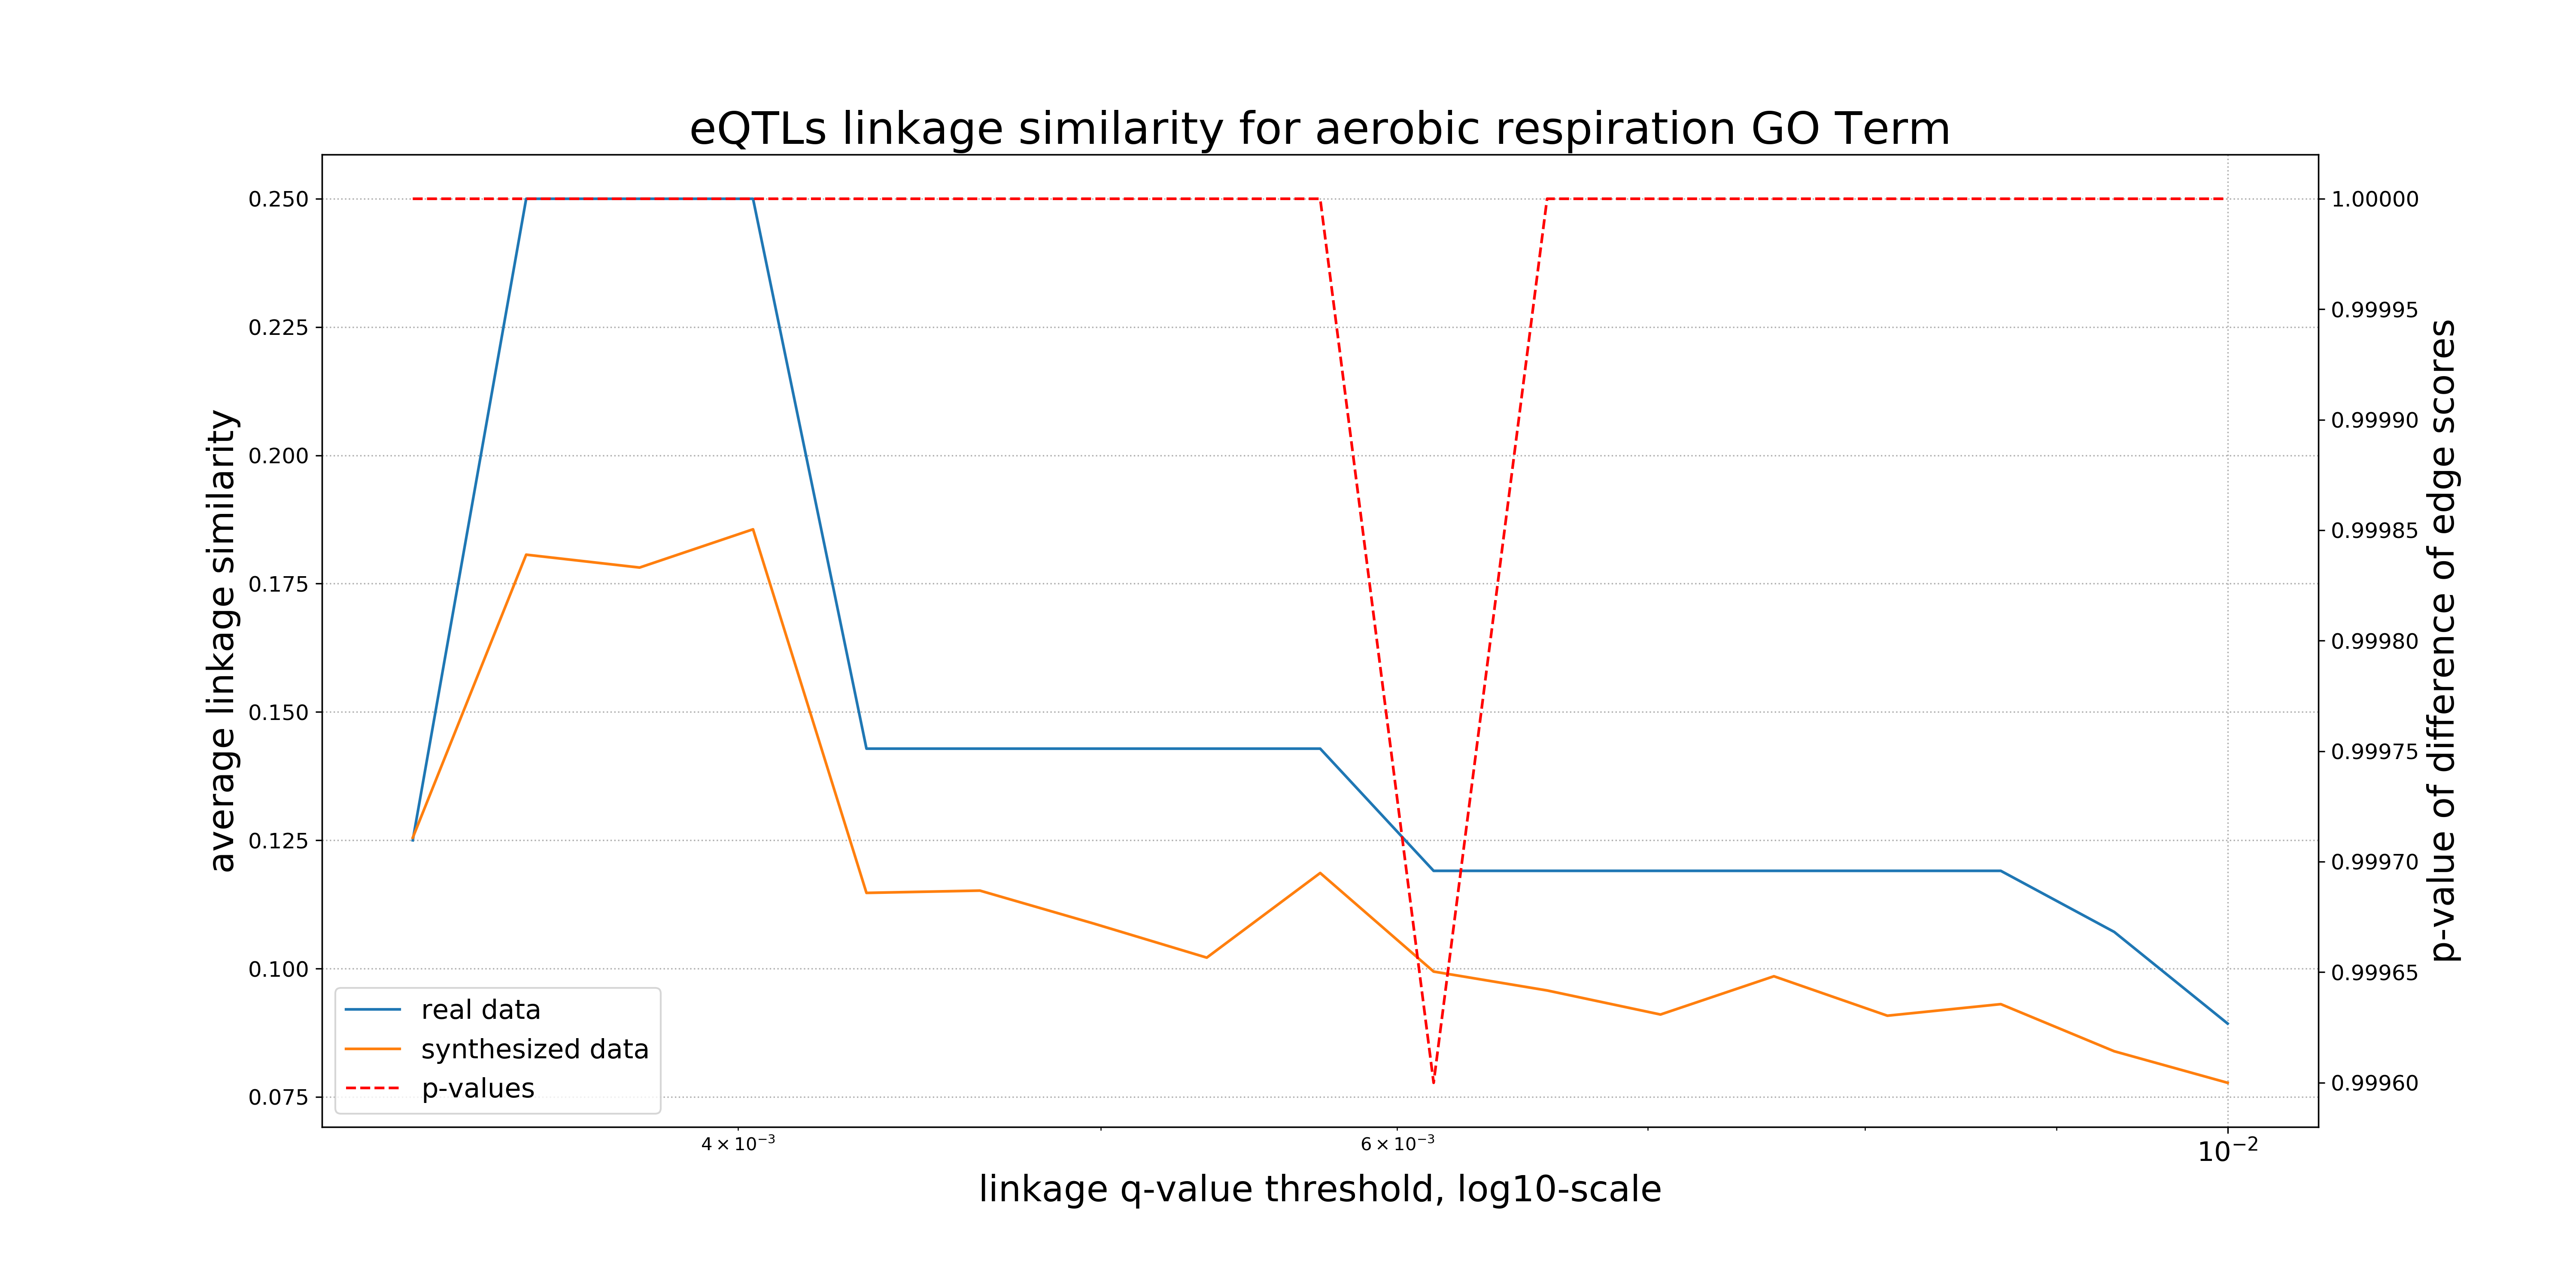 eQTLs linkage similarity for aerobic respiration GO Term
average linkage similarity
0.250
0.225
0.200
0.175
0.150
0.125
0.100
0.075
1.00000
0.99995
0.99990
0.99985
0.99980
0.99975
0.99970
0.99965
0.99960
p-value of difference of edge scores
real data
synthesized data
p-values
4 × 10⁻³
6 × 10⁻³
10⁻²
linkage q-value threshold, log10-scale